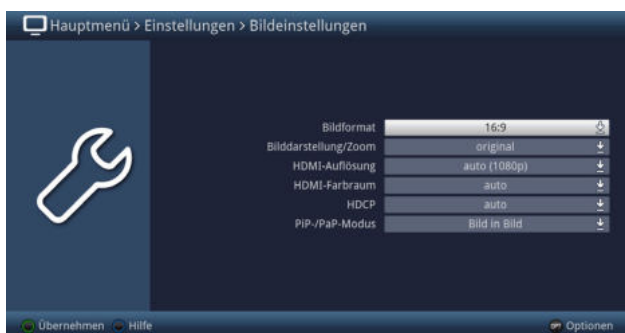 Hauptmenü > Einstellungen > Bildeinstellungen
Bildformat 16:9
Bilddarstellung/Zoom original
HDMI-Auflösung auto (1080p)
HDMI-Farbraum auto
HDCP auto
PiP-/PaP-Modus Bild in Bild
Übernehmen Hilfe Optionen